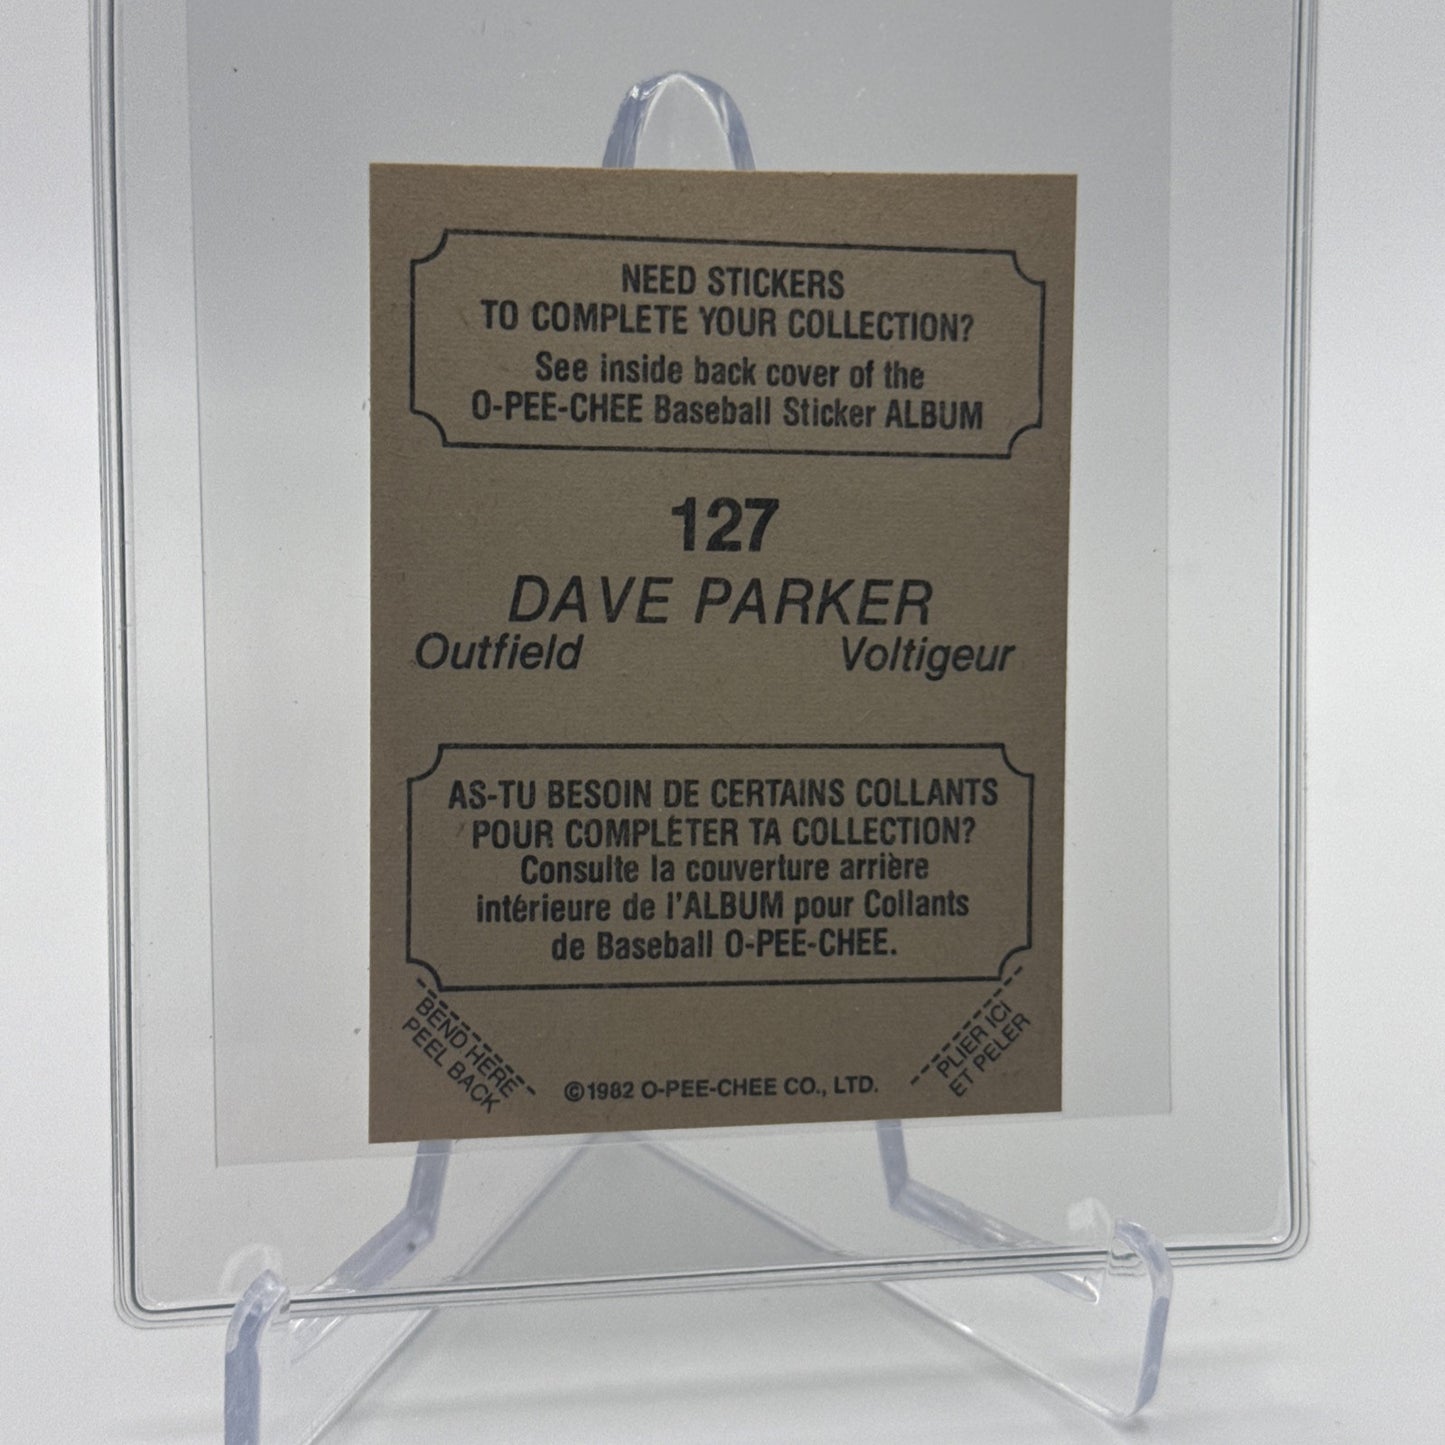 NEED STICKERS
TO COMPLETE YOUR COLLECTION?
See inside back cover of the
O-PEE-CHEE Baseball Sticker ALBUM
127
DAVE PARKER
Outfield Voltigeur
AS-TU BESOIN DE CERTAINS COLLANTS
POUR COMPLÉTER TA COLLECTION?
Consulte la couverture arrière
intérieure de l'ALBUM pour Collants
de Baseball O-PEE-CHEE.
BEND HERE
PEEL BACK
©1982 O-PEE-CHEE CO., LTD.
PLIER ICI
ET PELER